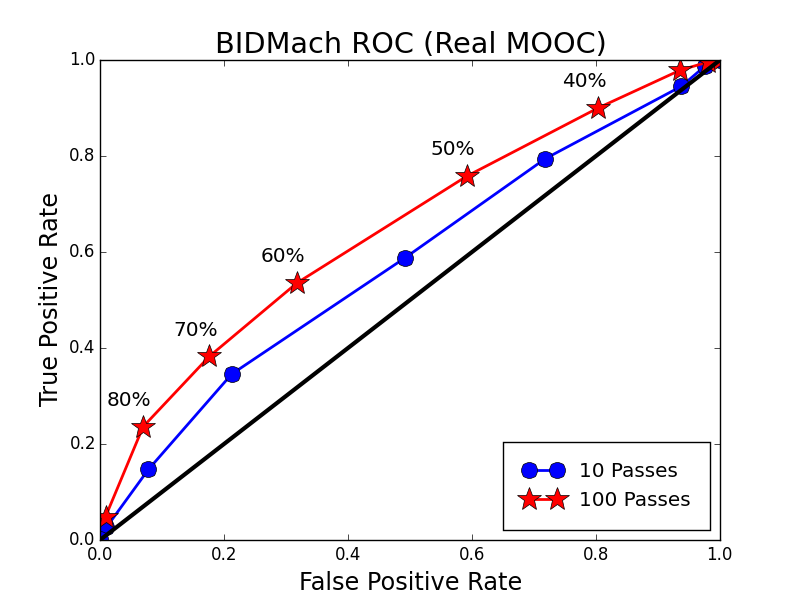 BIDMach ROC (Real MOOC)
1.0
0.8
0.6
0.4
0.2
0.0
True Positive Rate
40%
50%
60%
70%
80%
10 Passes
100 Passes
0.0 0.2 0.4 0.6 0.8 1.0
False Positive Rate